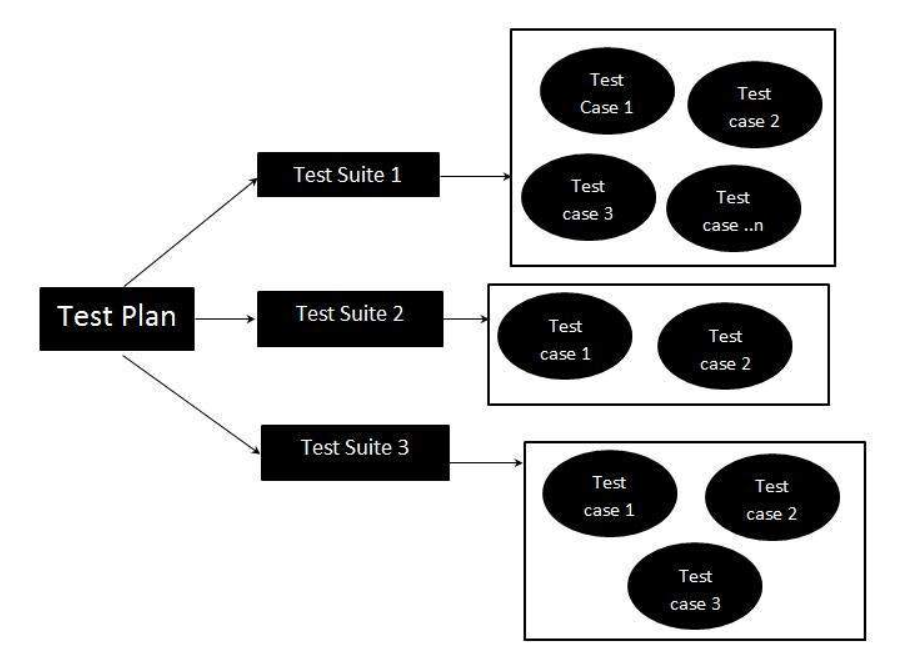 Test Plan
Test Suite 1
Test
Case 1
Test
case 2
Test
case 3
Test
case ..n
Test Suite 2
Test
case 1
Test
case 2
Test Suite 3
Test
case 1
Test
case 2
Test
case 3